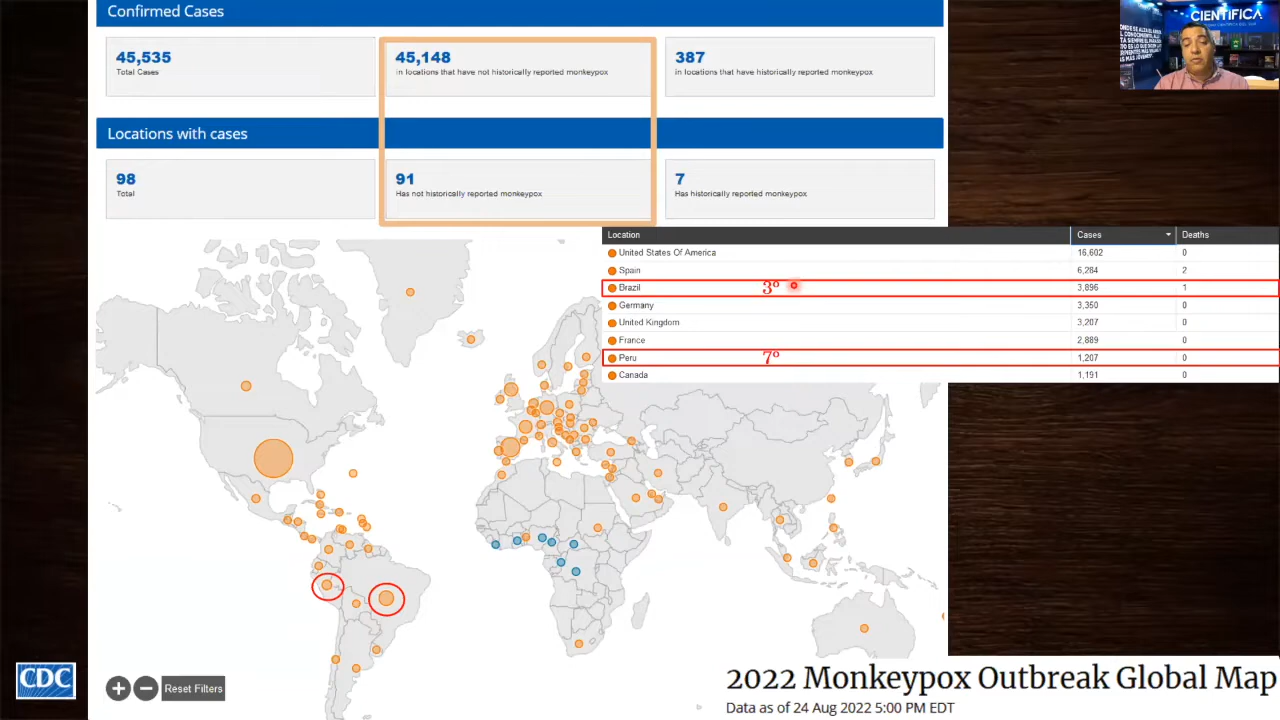 Confirmed Cases
45,535
Total Cases
45,148
in locations that have not historically reported monkeypox
387
in locations that have historically reported monkeypox
Locations with cases
98
Total
91
Has not historically reported monkeypox
7
Has historically reported monkeypox
CIENTÍFICA
Location Cases Deaths
United States Of America 16,602 0
Spain 6,284 2
Brazil 3º 3,896 1
Germany 3,350 0
United Kingdom 3,207 0
France 2,889 0
Peru 7º 1,207 0
Canada 1,191 0
CDC
Reset Filters
2022 Monkeypox Outbreak Global Map
Data as of 24 Aug 2022 5:00 PM EDT